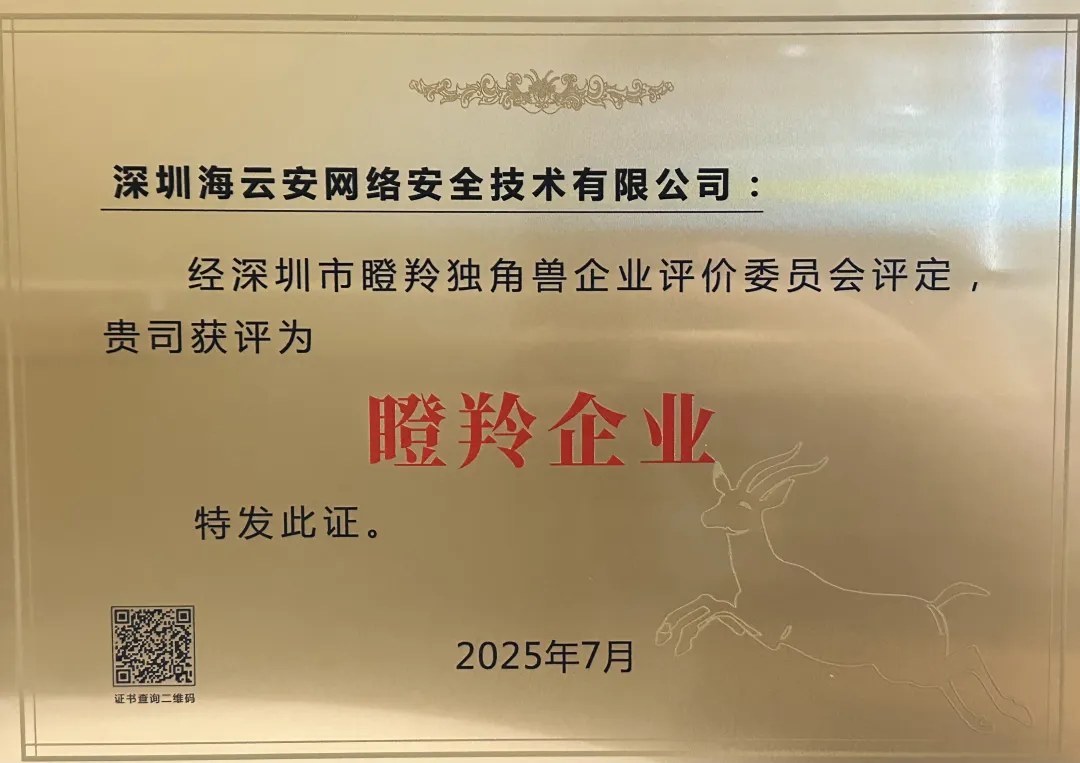 深圳海云安网络安全技术有限公司：
经深圳市瞪羚独角兽企业评价委员会评定，
贵司获评为
瞪羚企业
特发此证。
2025年7月
证书查询二维码